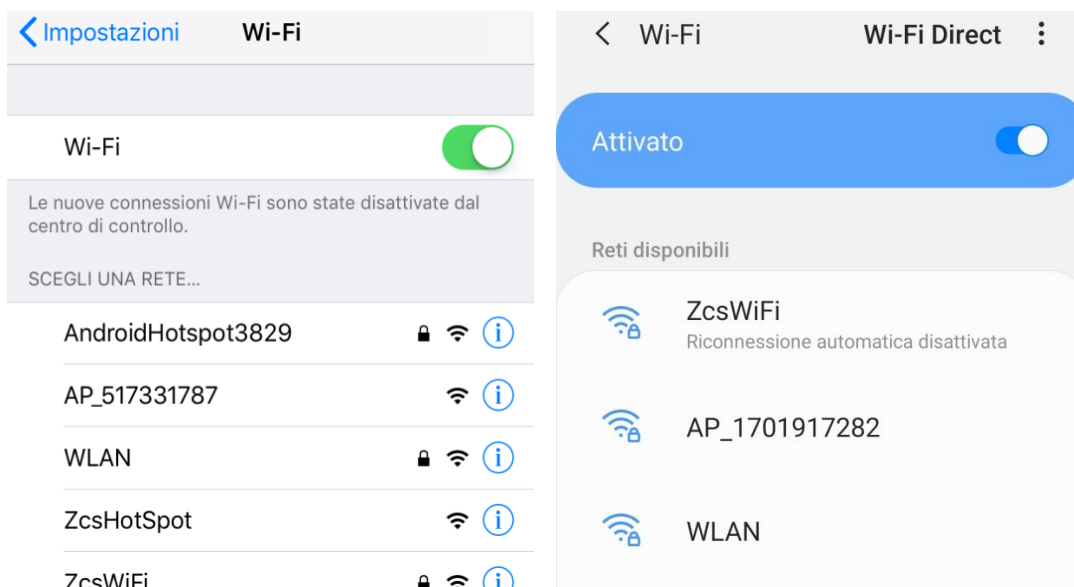 Impostazioni Wi-Fi
Wi-Fi
Le nuove connessioni Wi-Fi sono state disattivate dal
centro di controllo.
SCEGLI UNA RETE...
AndroidHotspot3829
AP_517331787
WLAN
ZcsHotSpot
ZcsWiFi
Wi-Fi Wi-Fi Direct
Attivato
Reti disponibili
ZcsWiFi
Riconnessione automatica disattivata
AP_1701917282
WLAN